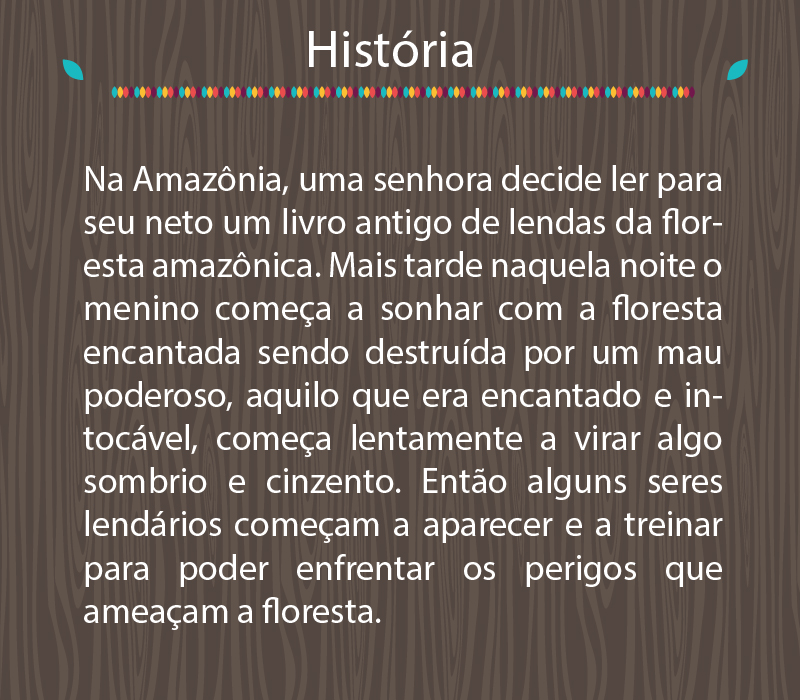 História
Na Amazônia, uma senhora decide ler para
seu neto um livro antigo de lendas da flor-
esta amazônica. Mais tarde naquela noite o
menino começa a sonhar com a floresta
encantada sendo destruída por um mau
poderoso, aquilo que era encantado e in-
tocável, começa lentamente a virar algo
sombrio e cinzento. Então alguns seres
lendários começam a aparecer e a treinar
para poder enfrentar os perigos que
ameaçam a floresta.